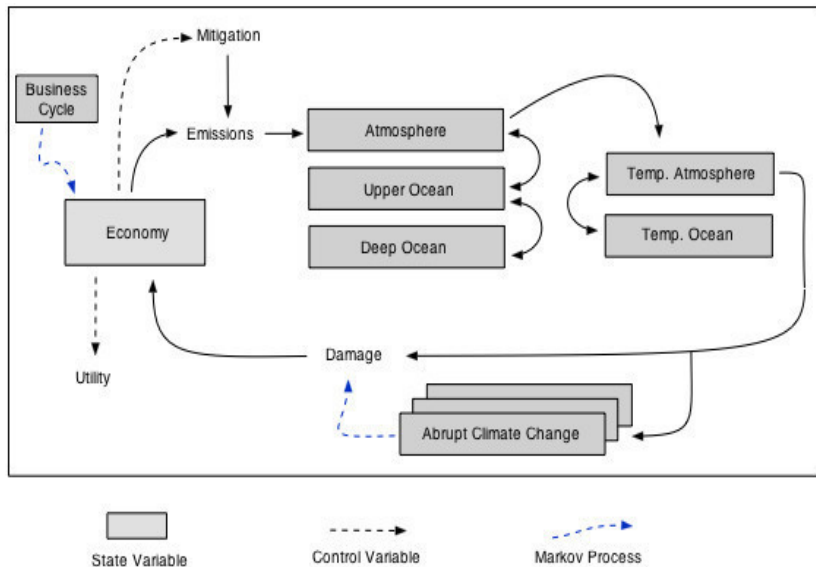 Mitigation
Business
Cycle
Emissions
Atmosphere
Upper Ocean
Temp. Atmosphere
Economy
Temp. Ocean
Deep Ocean
Damage
Utility
Abrupt Climate Change
State Variable
Control Variable
Markov Process